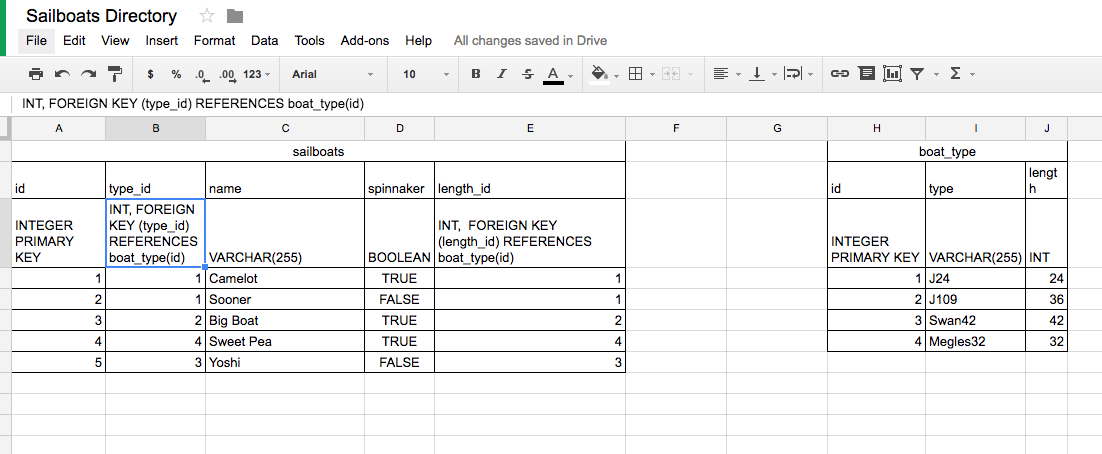 Sailboats Directory
File Edit View Insert Format Data Tools Add-ons Help All changes saved in Drive
$ % .0 .00 123 Arial 10 B I S A Σ
INT, FOREIGN KEY (type_id) REFERENCES boat_type(id)
A B C D E F G H I J
sailboats boat_type
id type_id name spinnaker length_id id type lengt
h
INTEGER PRIMARY KEY INT, FOREIGN KEY (type_id) REFERENCES boat_type(id) VARCHAR(255) BOOLEAN INT, FOREIGN KEY (length_id) REFERENCES boat_type(id) INTEGER PRIMARY KEY VARCHAR(255) INT
1 1 Camelot TRUE 1 1 J24 24
2 1 Sooner FALSE 1 2 J109 36
3 2 Big Boat TRUE 2 3 Swan42 42
4 4 Sweet Pea TRUE 4 4 Megles32 32
5 3 Yoshi FALSE 3